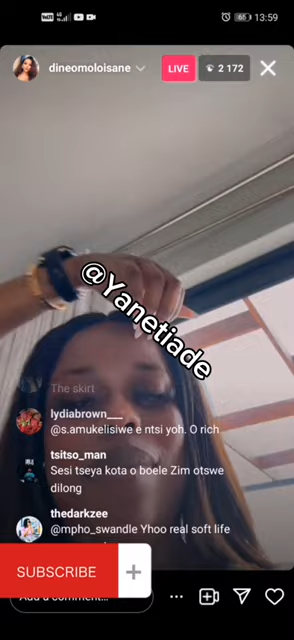 13:59
dineomoloisane
LIVE
2 172
@Yanetiade
The skirt
lydiabrown___
@s.amukelisiwe e ntsi yoh. O rich
tsitso_man
Sesi tseya kota o boele Zim otswe
dilong
thedarkzee
@mpho_swandle Yhoo real soft life
SUBSCRIBE +
Add a comment...